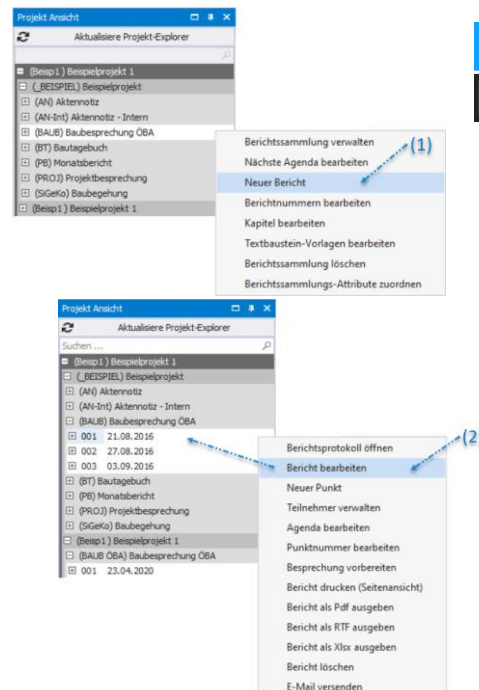 Projekt Ansicht
Aktualisiere Projekt-Explorer
(Beisp1) Beispielprojekt 1
(_BEISPIEL) Beispielprojekt
(AN) Aktennotiz
(AN-Int) Aktennotiz - Intern
(BAUB) Baubesprechung ÖBA
(BT) Bautagebuch
(PB) Monatsbericht
(PROJ) Projektbesprechung
(SiGeKo) Baubegehung
(Beisp1) Beispielprojekt 1
Berichtssammlung verwalten
(1)
Nächste Agenda bearbeiten
Neuer Bericht
Berichtnummern bearbeiten
Kapitel bearbeiten
Textbaustein-Vorlagen bearbeiten
Berichtssammlung löschen
Berichtssammlungs-Attribute zuordnen
Projekt Ansicht
Aktualisiere Projekt-Explorer
Suchen ...
(Beisp1) Beispielprojekt 1
(_BEISPIEL) Beispielprojekt
(AN) Aktennotiz
(AN-Int) Aktennotiz - Intern
(BAUB) Baubesprechung ÖBA
001 21.08.2016
002 27.08.2016
003 03.09.2016
(BT) Bautagebuch
(PB) Monatsbericht
(PROJ) Projektbesprechung
(SiGeKo) Baubegehung
(Beisp1) Beispielprojekt 1
(BAUB ÖBA) Baubesprechung ÖBA
001 23.04.2020
Berichtsprotokoll öffnen
(2
Bericht bearbeiten
Neuer Punkt
Teilnehmer verwalten
Agenda bearbeiten
Punktnummer bearbeiten
Besprechung vorbereiten
Bericht drucken (Seitenansicht)
Bericht als Pdf ausgeben
Bericht als RTF ausgeben
Bericht als Xlsx ausgeben
Bericht löschen
E-Mail versenden